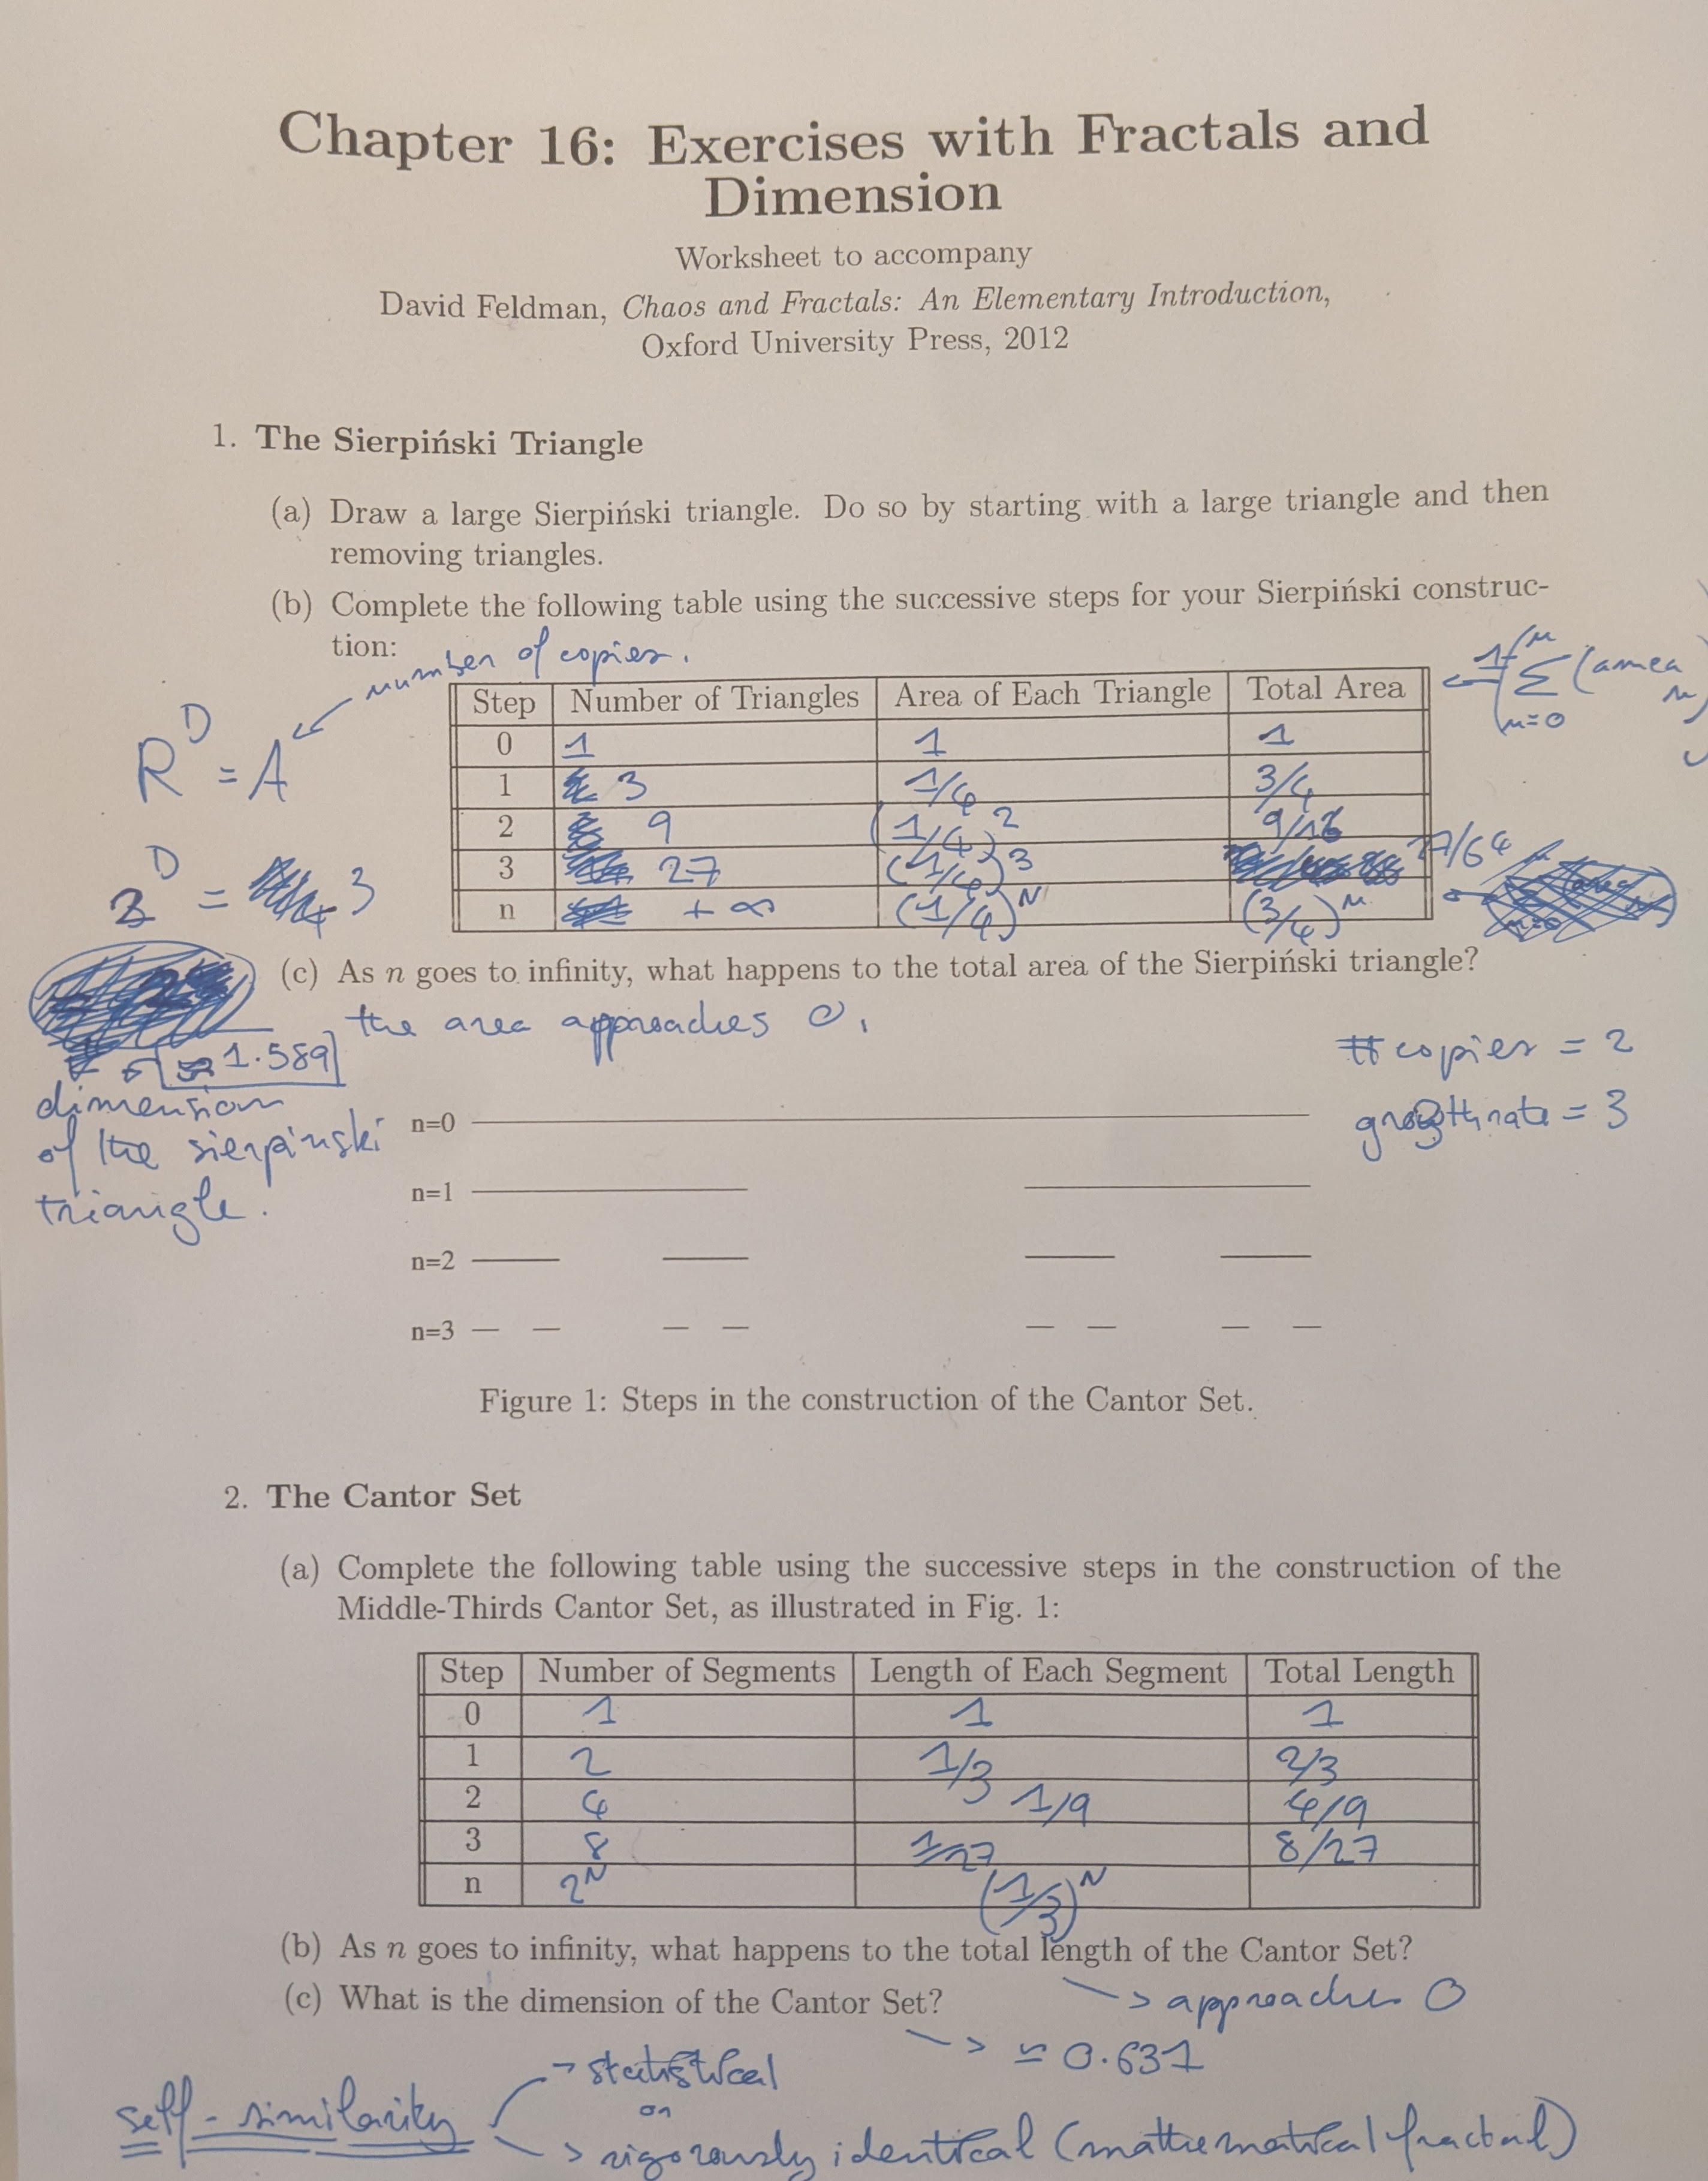 Chapter 16: Exercises with Fractals and
Dimension
Worksheet to accompany
David Feldman, Chaos and Fractals: An Elementary Introduction,
Oxford University Press, 2012
1. The Sierpiński Triangle
(a) Draw a large Sierpiński triangle. Do so by starting with a large triangle and then
removing triangles.
(b) Complete the following table using the successive steps for your Sierpiński construc-
tion:
number of copies.
R^D = A
Step Number of Triangles Area of Each Triangle Total Area
0 1 1 1
1 3 1/4 3/4
2 9 (1/4)^2 9/16
3 27 (1/4)^3 27/64
n +∞ (1/4)^N (3/4)^n
n=0
D = 3
(c) As n goes to infinity, what happens to the total area of the Sierpiński triangle?
the area approaches 0.
1.589
dimension
of the sierpinski
triangle.
# copies = 2
growth rate = 3
n=0
n=1
n=2
n=3
Figure 1: Steps in the construction of the Cantor Set.
2. The Cantor Set
(a) Complete the following table using the successive steps in the construction of the
Middle-Thirds Cantor Set, as illustrated in Fig. 1:
Step Number of Segments Length of Each Segment Total Length
0 1 1 1
1 2 1/3 2/3
2 4 1/9 4/9
3 8 1/27 8/27
n 2^N (1/3)^N
(b) As n goes to infinity, what happens to the total length of the Cantor Set?
(c) What is the dimension of the Cantor Set?
→ approaches 0
→ ≃ 0.631
self-similarity
→ statistical
or
→ rigorously identical (mathematical fractal)